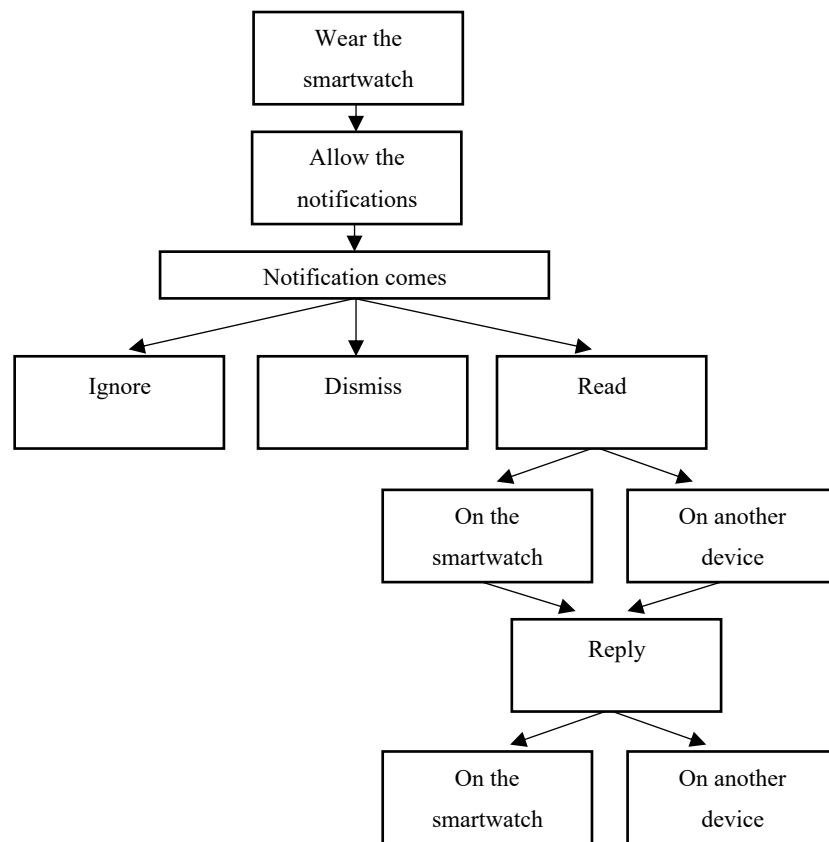 Wear the
smartwatch
Allow the
notifications
Notification comes
Ignore
Dismiss
Read
On the
smartwatch
On another
device
Reply
On the
smartwatch
On another
device